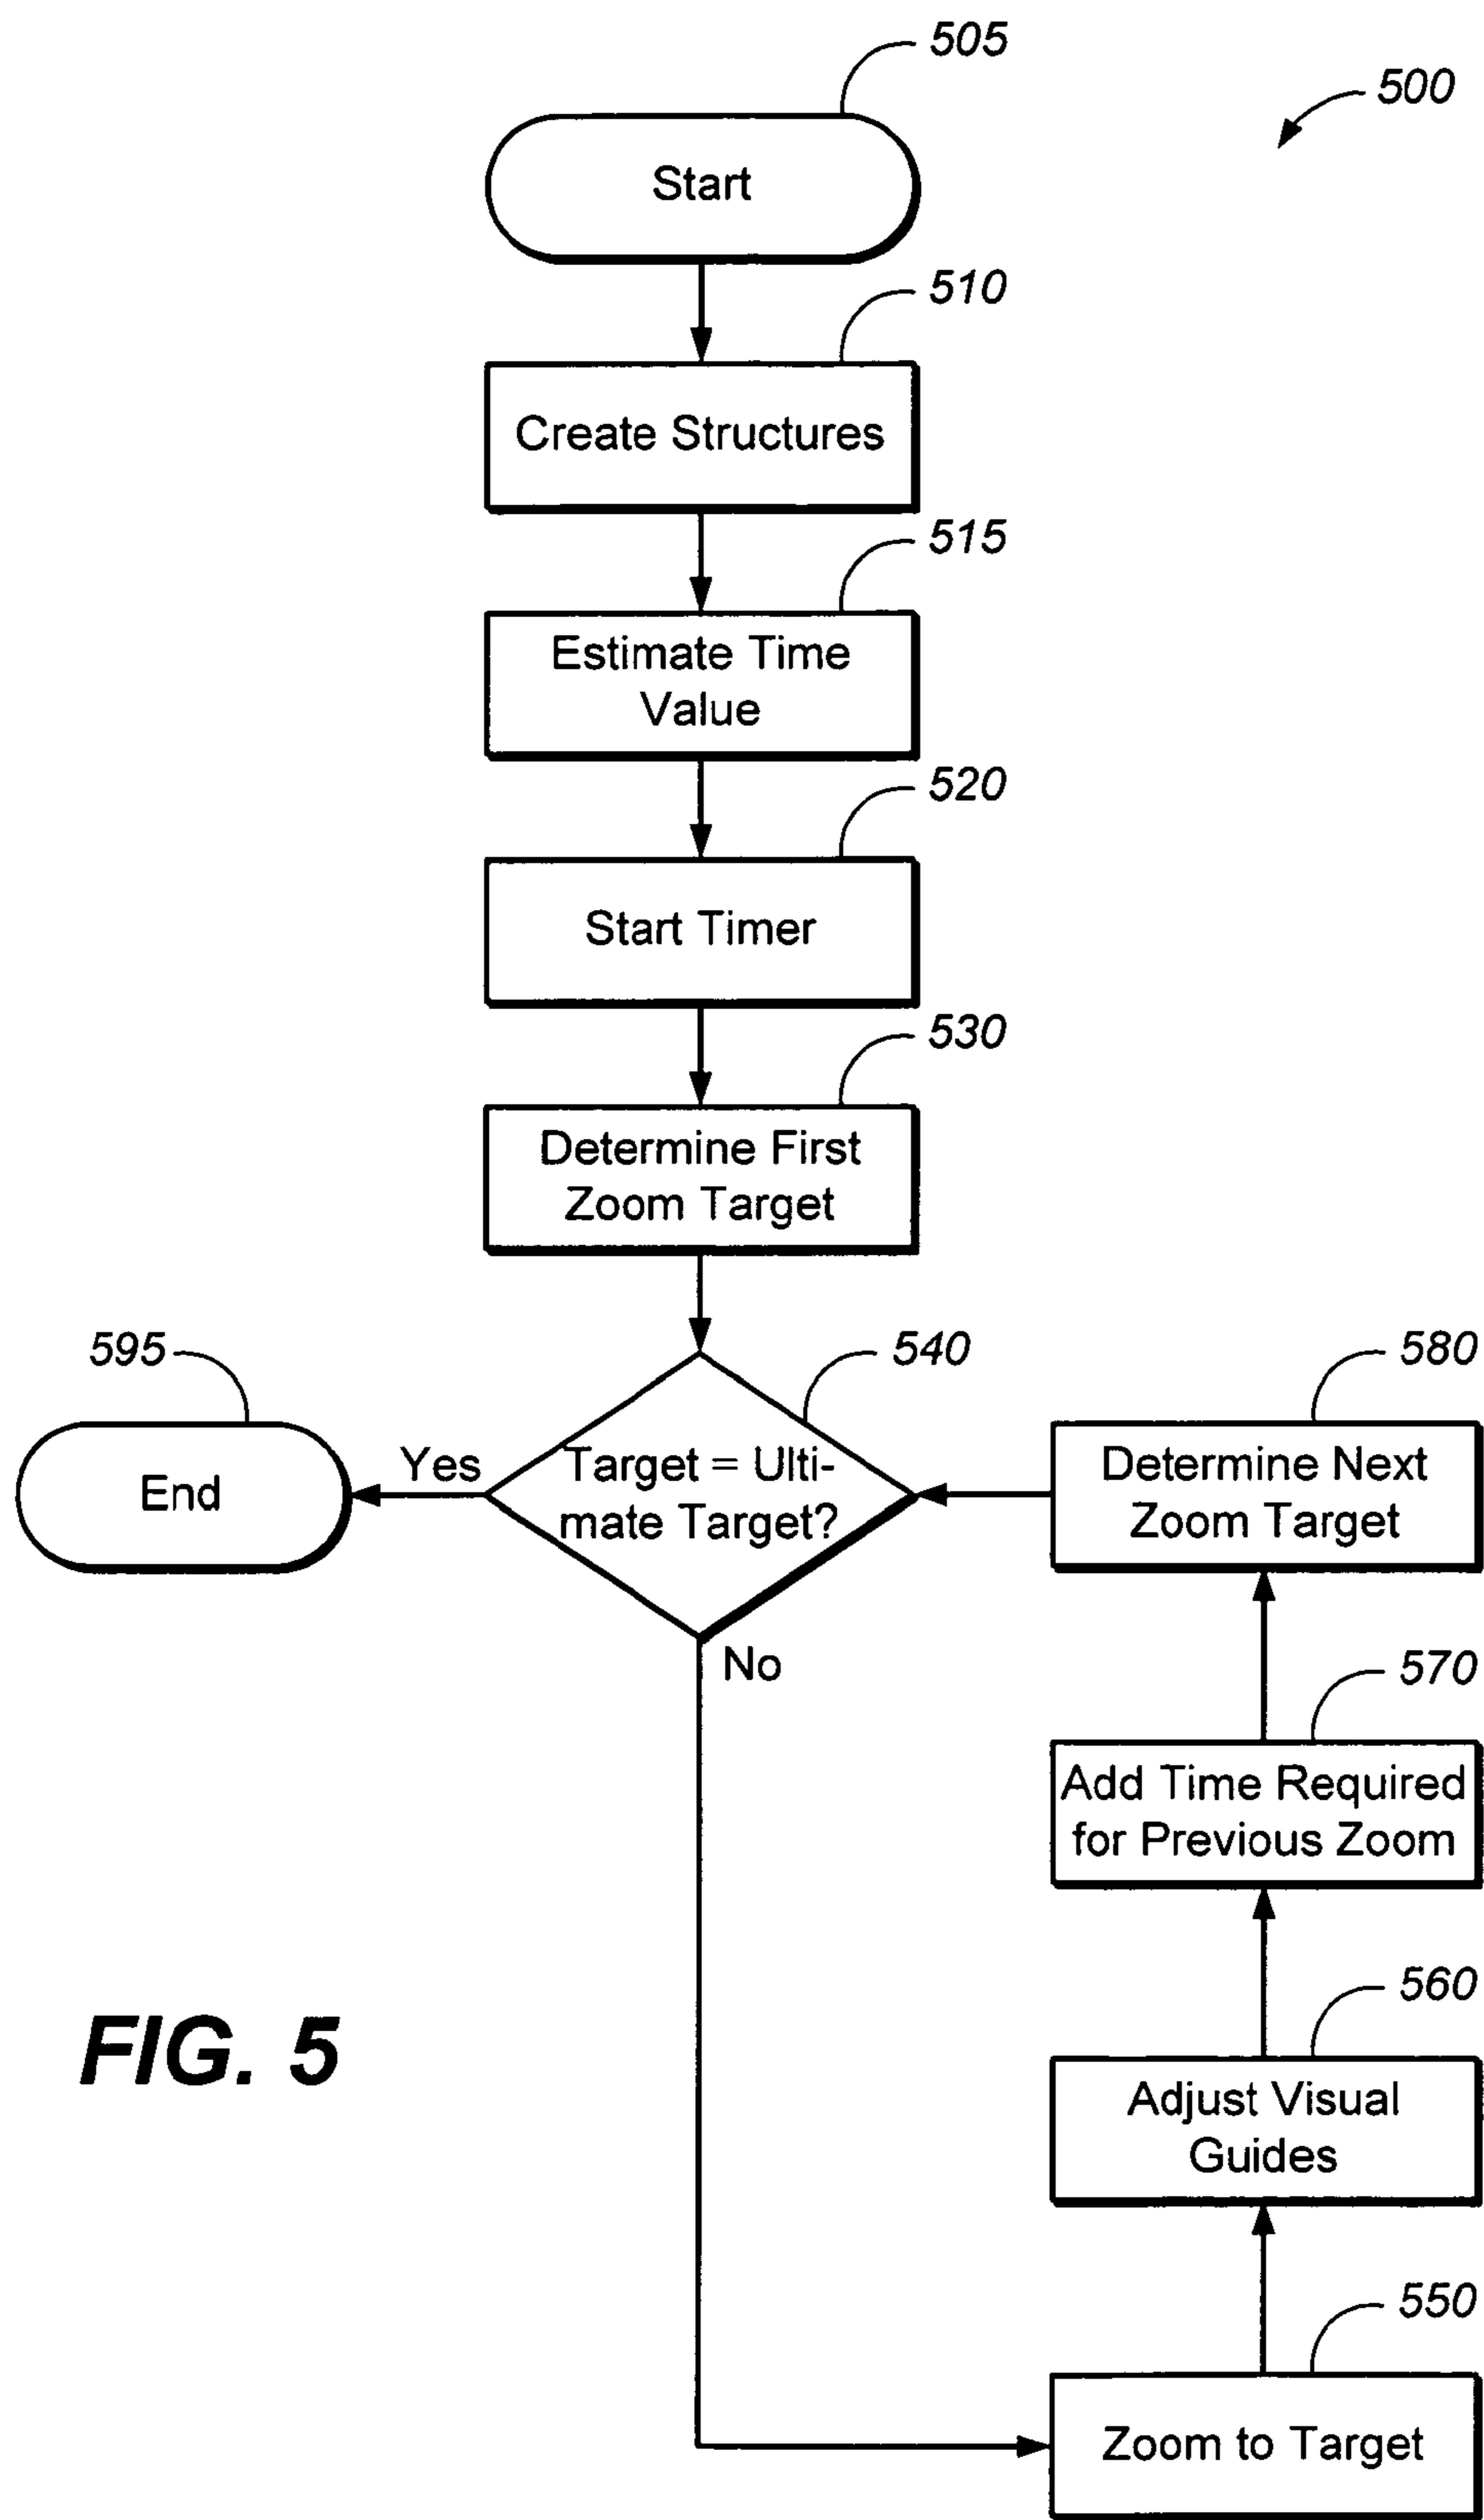 505
500
Start
510
Create Structures
515
Estimate Time
Value
520
Start Timer
530
Determine First
Zoom Target
595
540
580
End
Yes
Target = Ulti-
mate Target?
Determine Next
Zoom Target
No
570
Add Time Required
for Previous Zoom
560
Adjust Visual
Guides
FIG. 5
550
Zoom to Target